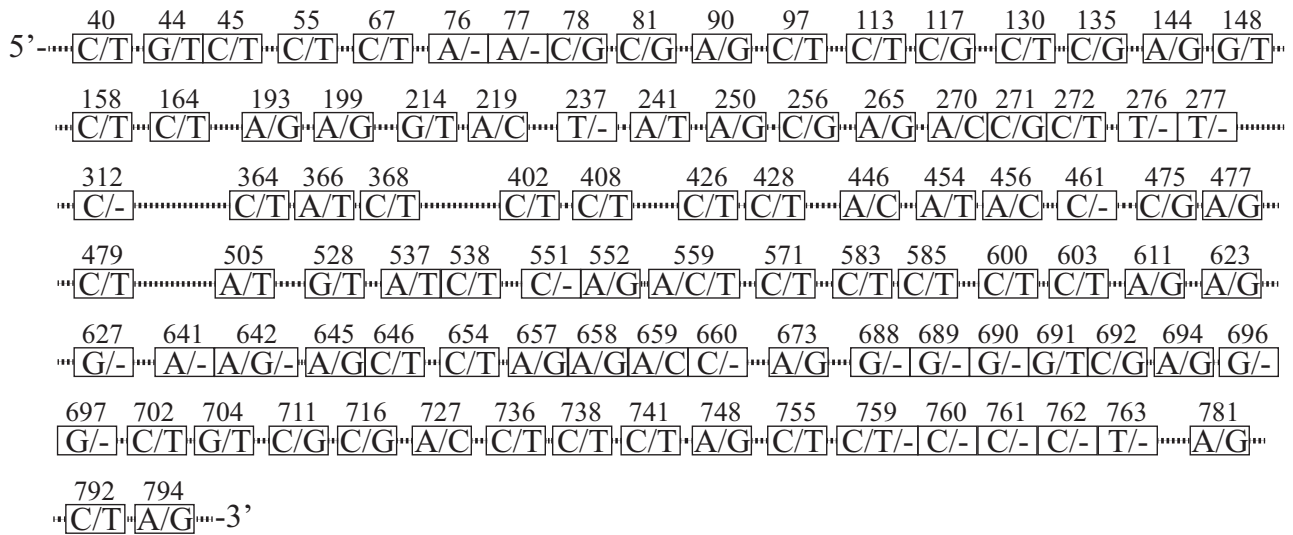 40 44 45 55 67 76 77 78 81 90 97 113 117 130 135 144 148
5’- C/T G/T C/T C/T C/T A/- A/- C/G C/G A/G C/T C/T C/G C/T C/G A/G G/T
158 164 193 199 214 219 237 241 250 256 265 270 271 272 276 277
C/T C/T A/G A/G G/T A/C T/- A/T A/G C/G A/G A/C C/G C/T T/- T/-
312 364 366 368 402 408 426 428 446 454 456 461 475 477
C/- C/T A/T C/T C/T C/T C/T C/T A/C A/T A/C C/- C/G A/G
479 505 528 537 538 551 552 559 571 583 585 600 603 611 623
C/T A/T G/T A/T C/T C/- A/G A/C/T C/T C/T C/T C/T C/T A/G A/G
627 641 642 645 646 654 657 658 659 660 673 688 689 690 691 692 694 696
G/- A/- A/G/- A/G C/T C/T A/G A/G A/C C/- A/G G/- G/- G/- G/T C/G A/G G/-
697 702 704 711 716 727 736 738 741 748 755 759 760 761 762 763 781
G/- C/T G/T C/G C/G A/C C/T C/T C/T A/G C/T C/T/- C/- C/- C/- T/- A/G
792 794
C/T A/G -3’